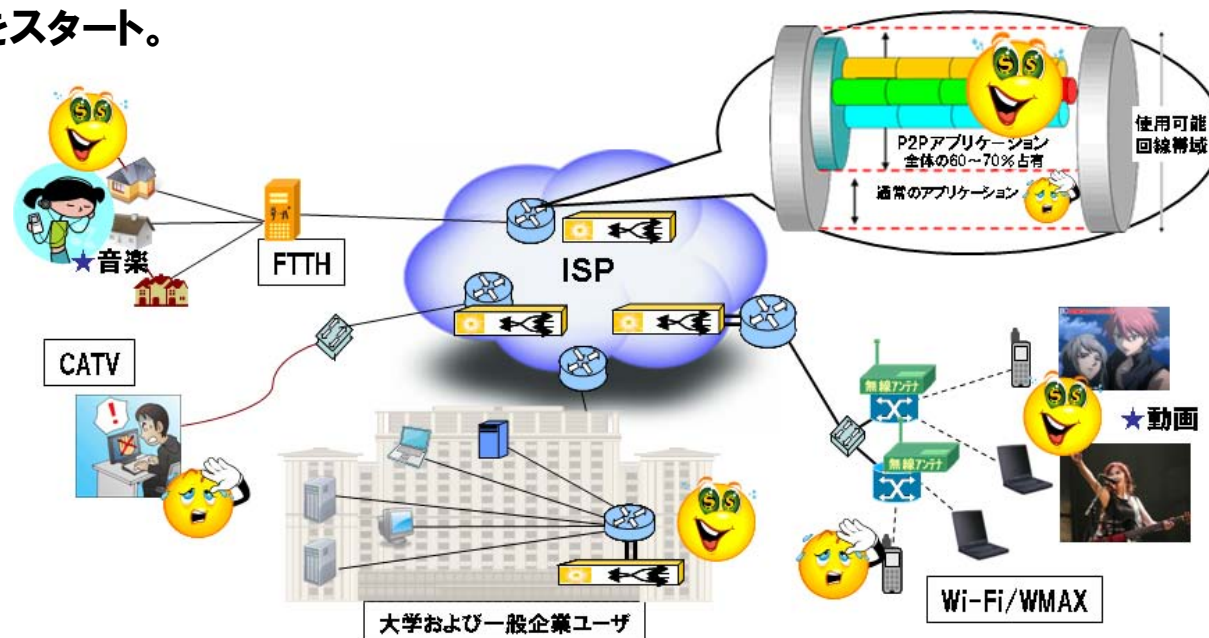 をスタート。
使用可能
回線帯域
P2Pアプリケーション
全体の60～70%占有
通常のアプリケーション
FTTH
★音楽
ISP
CATV
無線アンテナ
無線アンテナ
★動画
Wi-Fi/WMAX
大学および一般企業ユーザ